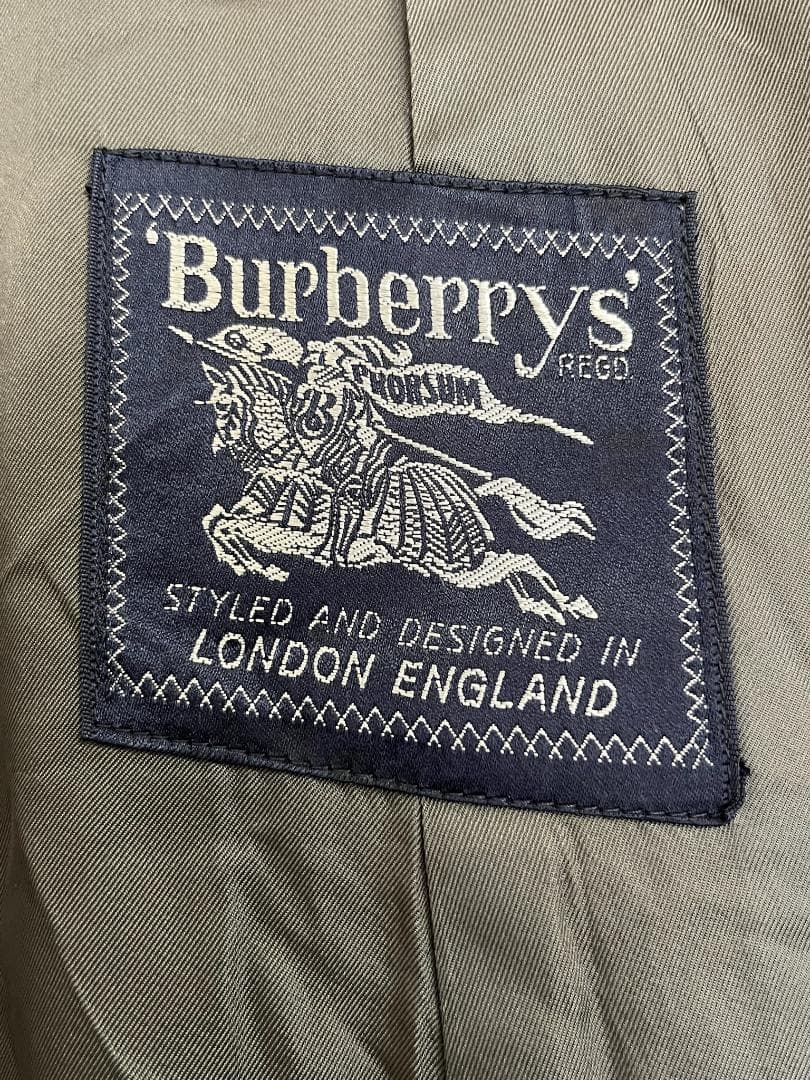 'Burberrys'
REGD.
PRORSUM
B
STYLED AND DESIGNED IN
LONDON ENGLAND